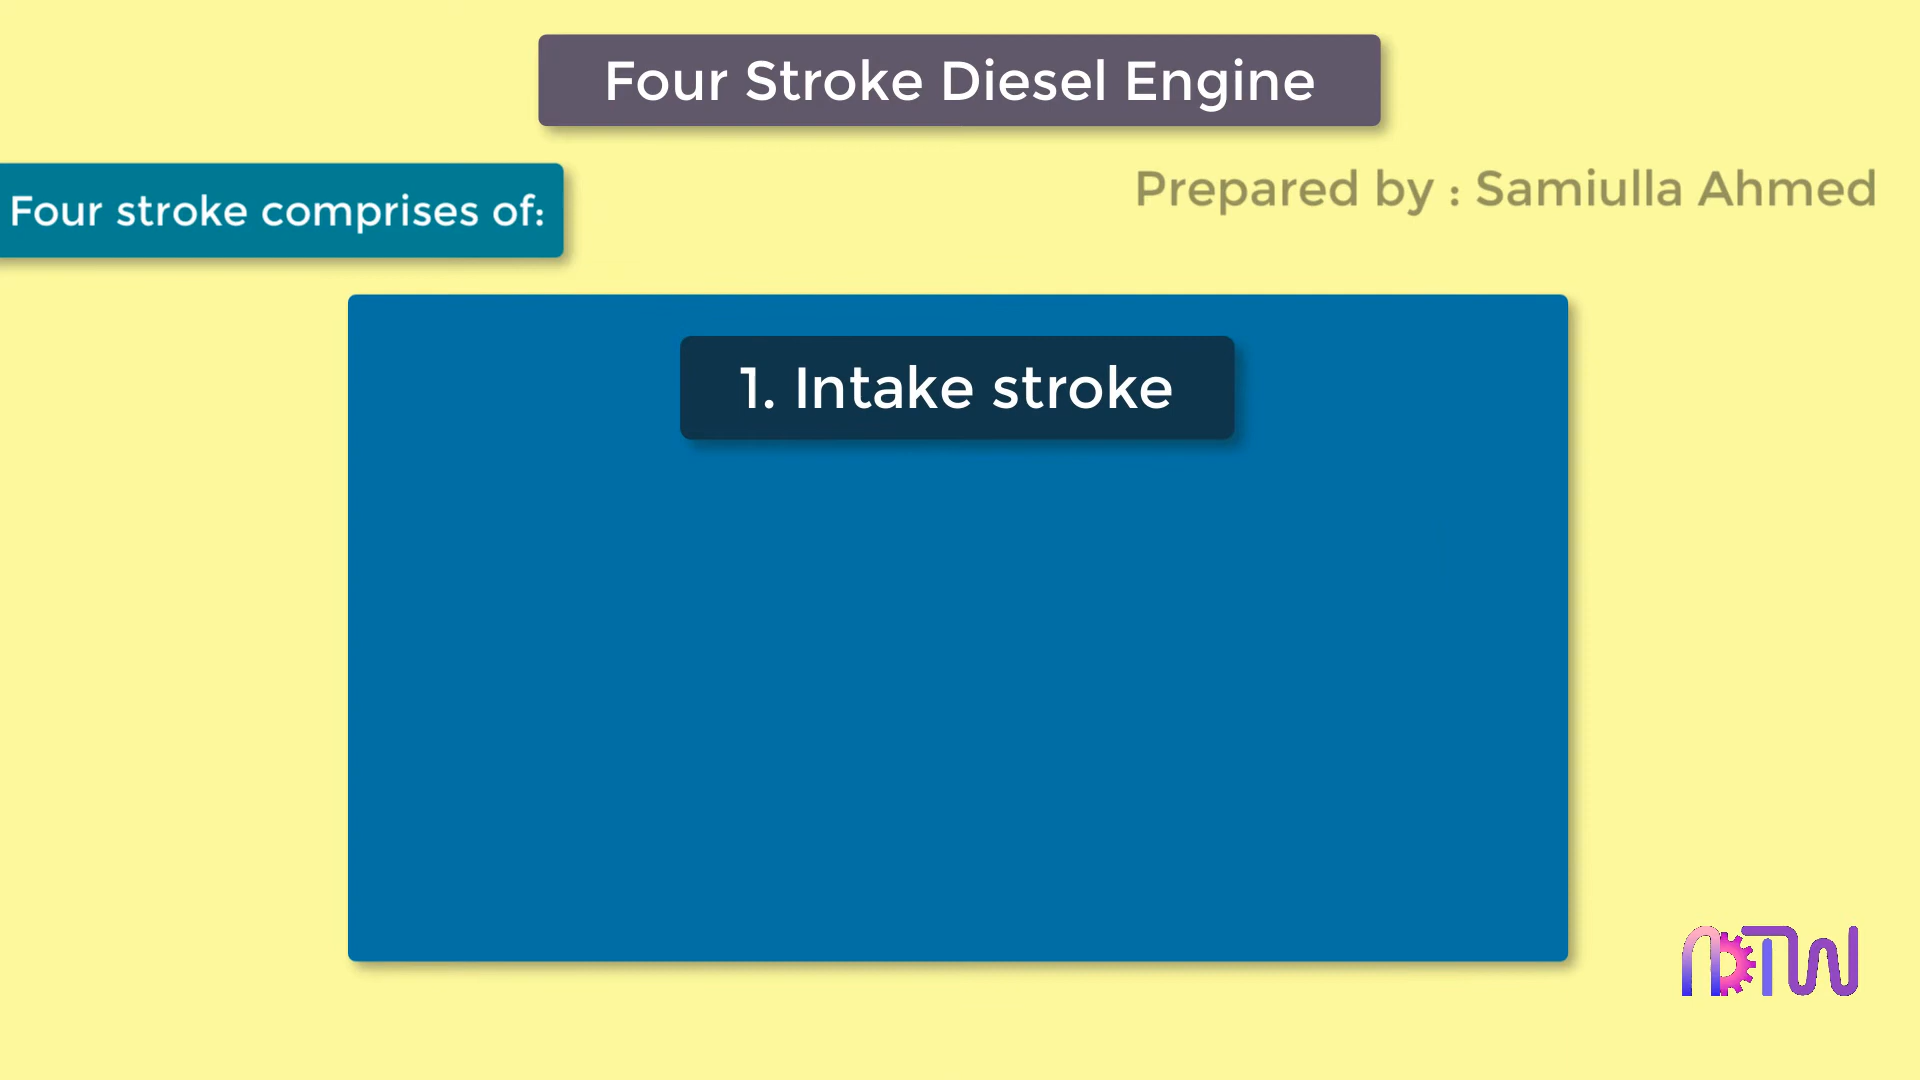 Four Stroke Diesel Engine
Prepared by : Samiulla Ahmed
Four stroke comprises of:
1. Intake stroke